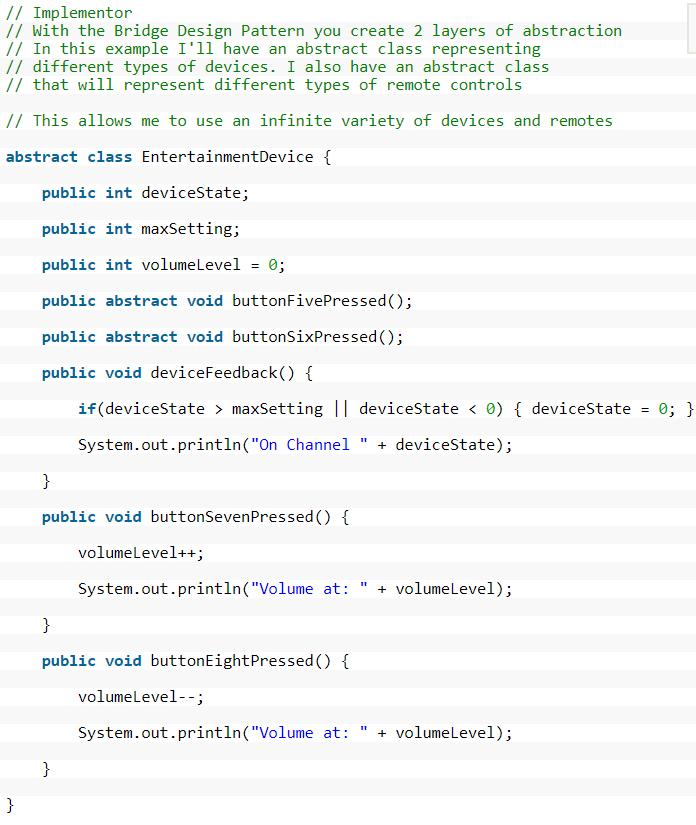 // Implementor
// With the Bridge Design Pattern you create 2 layers of abstraction
// In this example I'll have an abstract class representing
// different types of devices. I also have an abstract class
// that will represent different types of remote controls
// This allows me to use an infinite variety of devices and remotes
abstract class EntertainmentDevice {
public int deviceState;
public int maxSetting;
public int volumeLevel = 0;
public abstract void buttonFivePressed();
public abstract void buttonSixPressed();
public void deviceFeedback() {
if(deviceState > maxSetting || deviceState < 0) { deviceState = 0; }
System.out.println("On Channel " + deviceState);
}
public void buttonSevenPressed() {
volumeLevel++;
System.out.println("Volume at: " + volumeLevel);
}
public void buttonEightPressed() {
volumeLevel--;
System.out.println("Volume at: " + volumeLevel);
}
}